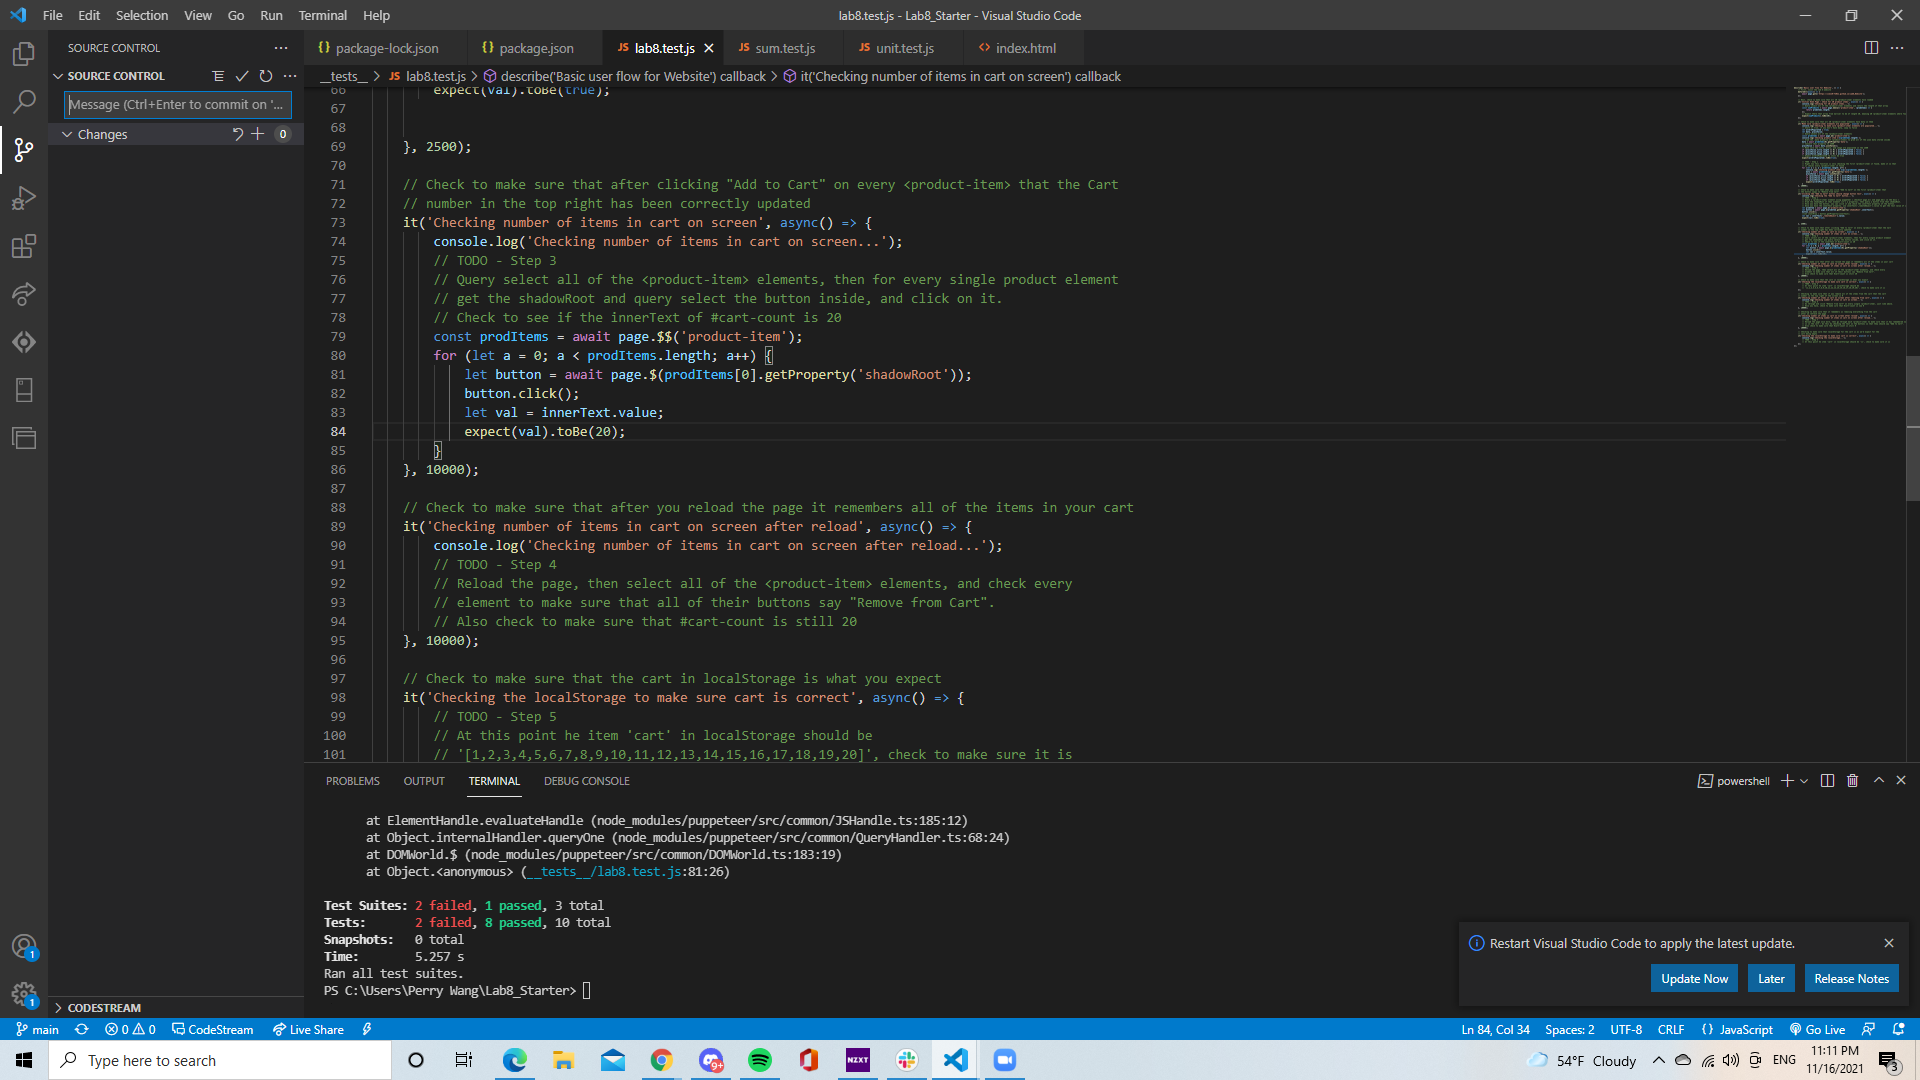 File Edit Selection View Go Run Terminal Help
lab8.test.js - Lab8_Starter - Visual Studio Code
SOURCE CONTROL
SOURCE CONTROL
Message (Ctrl+Enter to commit on '...
Changes 0
package-lock.json package.json JS lab8.test.js JS sum.test.js JS unit.test.js index.html
__tests__ > JS lab8.test.js > describe('Basic user flow for Website') callback > it('Checking number of items in cart on screen') callback
66 expect(val).toBe(true);
67
68
69 }, 2500);
70
71 // Check to make sure that after clicking "Add to Cart" on every <product-item> that the Cart
72 // number in the top right has been correctly updated
73 it('Checking number of items in cart on screen', async() => {
74 console.log('Checking number of items in cart on screen...');
75 // TODO - Step 3
76 // Query select all of the <product-item> elements, then for every single product element
77 // get the shadowRoot and query select the button inside, and click on it.
78 // Check to see if the innerText of #cart-count is 20
79 const prodItems = await page.$$('product-item');
80 for (let a = 0; a < prodItems.length; a++) {
81 let button = await page.$(prodItems[0].getProperty('shadowRoot'));
82 button.click();
83 let val = innerText.value;
84 expect(val).toBe(20);
85 }
86 }, 10000);
87
88 // Check to make sure that after you reload the page it remembers all of the items in your cart
89 it('Checking number of items in cart on screen after reload', async() => {
90 console.log('Checking number of items in cart on screen after reload...');
91 // TODO - Step 4
92 // Reload the page, then select all of the <product-item> elements, and check every
93 // element to make sure that all of their buttons say "Remove from Cart".
94 // Also check to make sure that #cart-count is still 20
95 }, 10000);
96
97 // Check to make sure that the cart in localStorage is what you expect
98 it('Checking the localStorage to make sure cart is correct', async() => {
99 // TODO - Step 5
100 // At this point he item 'cart' in localStorage should be
101 // '[1,2,3,4,5,6,7,8,9,10,11,12,13,14,15,16,17,18,19,20]', check to make sure it is
PROBLEMS OUTPUT TERMINAL DEBUG CONSOLE
powershell
at ElementHandle.evaluateHandle (node_modules/puppeteer/src/common/JSHandle.ts:185:12)
at Object.internalHandler.queryOne (node_modules/puppeteer/src/common/QueryHandler.ts:68:24)
at DOMWorld.$ (node_modules/puppeteer/src/common/DOMWorld.ts:183:19)
at Object.<anonymous> (__tests__/lab8.test.js:81:26)
Test Suites: 2 failed, 1 passed, 3 total
Tests: 2 failed, 8 passed, 10 total
Snapshots: 0 total
Time: 5.257 s
Ran all test suites.
PS C:\Users\Perry Wang\Lab8_Starter>
Restart Visual Studio Code to apply the latest update.
Update Now Later Release Notes
1
1
CODESTREAM
main 0 0 CodeStream Live Share
Ln 84, Col 34 Spaces: 2 UTF-8 CRLF {} JavaScript Go Live
Type here to search
9+
NZXT
54°F Cloudy
ENG
11:11 PM
11/16/2021
3